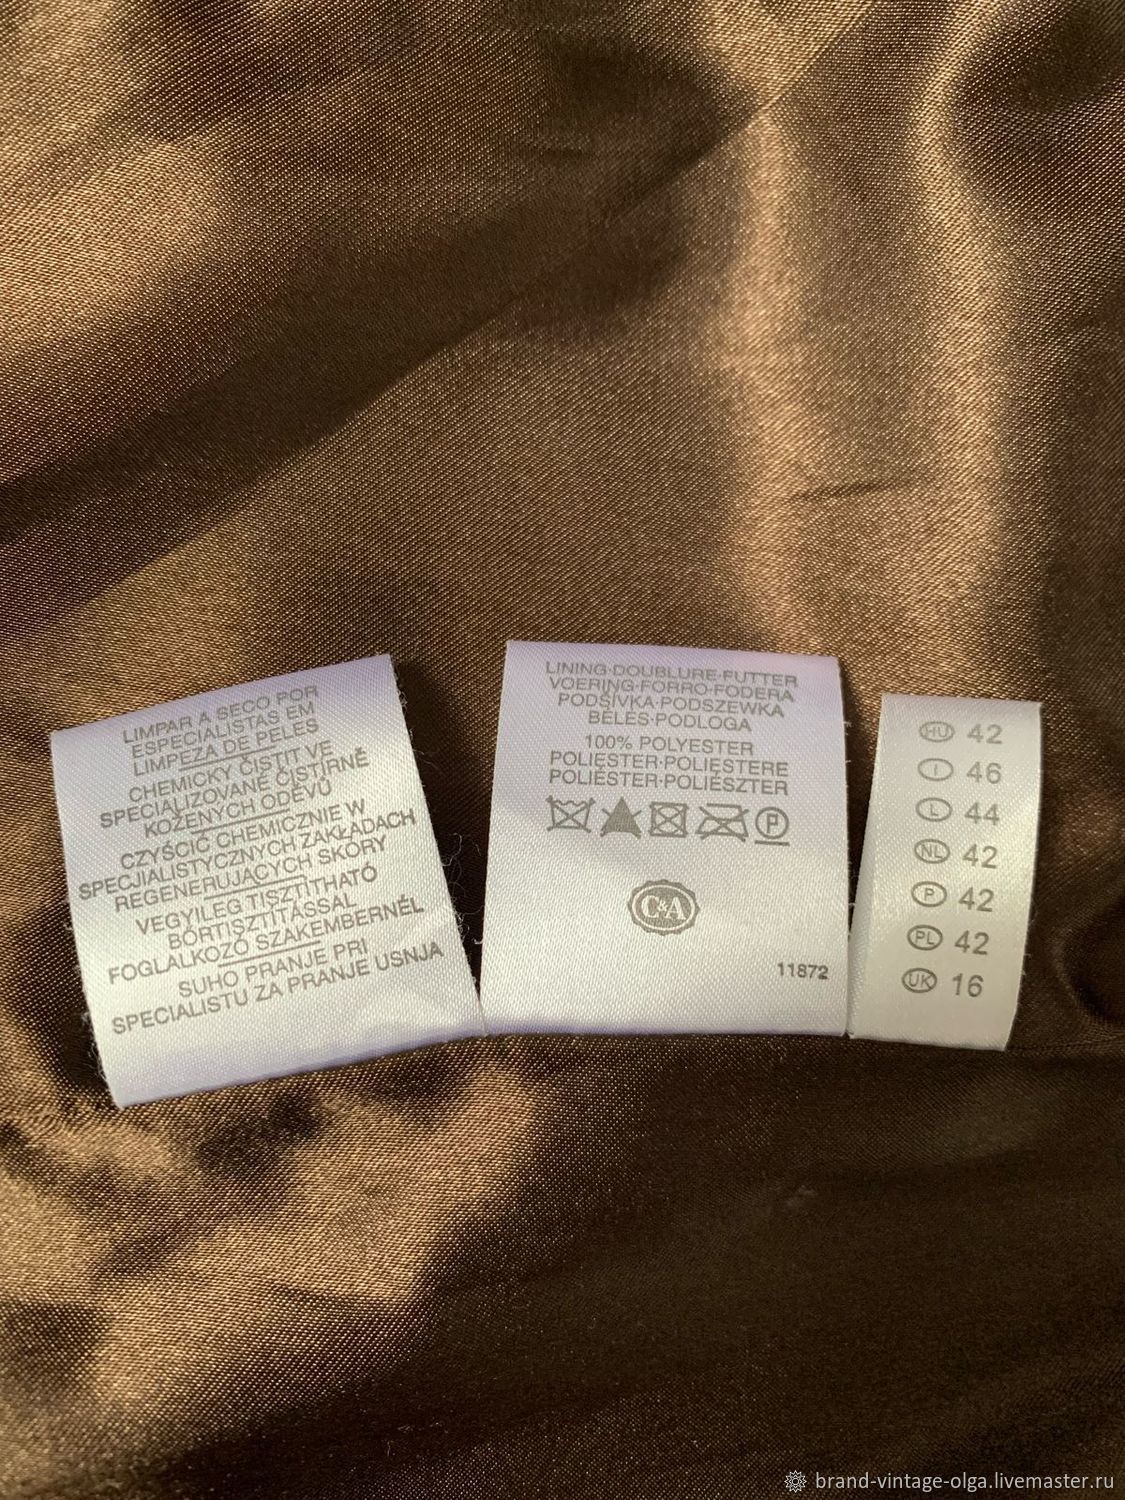 LIMPAR A SECO POR
ESPECIALISTAS EM
LIMPEZA DE PELES
CHEMICKY ČISTIT VE
SPECIALIZOVANÉ ČISTÍRNĚ
KOŽENÝCH ODĚVŮ
CZYŚCIĆ CHEMICZNIE W
SPECJIALISTYCZNYCH ZAKŁADACH
REGENERUJĄCYCH SKÓRY
VEGYILEG TISZTÍTHATÓ
BŐRTISZTÍTÁSSAL
FOGLALKOZÓ SZAKEMBERNÉL
SUHO PRANJE PRI
SPECIALISTU ZA PRANJE USNJA
LINING·DOUBLURE·FUTTER
VOERING·FORRO·FODERA
PODŠÍVKA·PODSZEWKA
BÉLÉS·PODLOGA
100% POLYESTER
POLIESTER·POLIESTERE
POLIÉSTER·POLIÉSZTER
P
C&A
11872
HU 42
I 46
L 44
NL 42
P 42
PL 42
UK 16
brand-vintage-olga.livemaster.ru